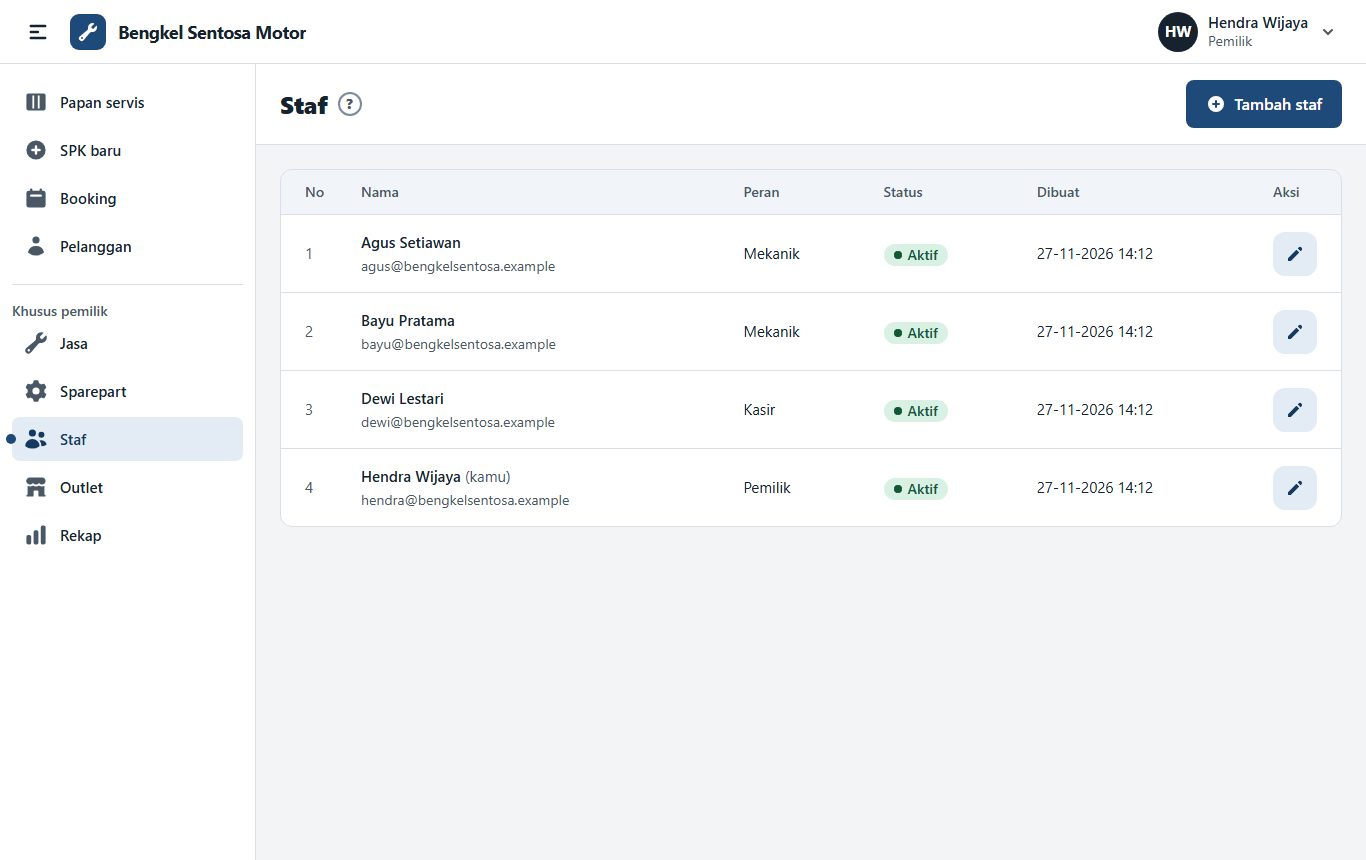 Bengkel Sentosa Motor
HW
Hendra Wijaya
Pemilik
Papan servis
SPK baru
Booking
Pelanggan
Khusus pemilik
Jasa
Sparepart
Staf
Outlet
Rekap
Staf ?
Tambah staf
No Nama Peran Status Dibuat Aksi
1 Agus Setiawan Mekanik Aktif 27-11-2026 14:12
agus@bengkelsentosa.example
2 Bayu Pratama Mekanik Aktif 27-11-2026 14:12
bayu@bengkelsentosa.example
3 Dewi Lestari Kasir Aktif 27-11-2026 14:12
dewi@bengkelsentosa.example
4 Hendra Wijaya (kamu) Pemilik Aktif 27-11-2026 14:12
hendra@bengkelsentosa.example